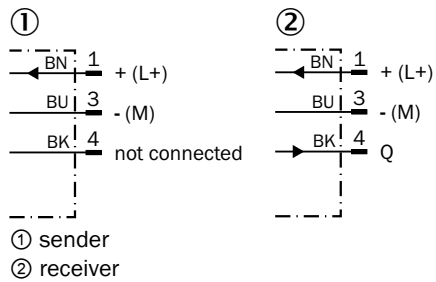 ① ②
BN 1 + (L+) BN 1 + (L+)
BU 3 - (M) BU 3 - (M)
BK 4 not connected BK 4 Q
① sender
② receiver